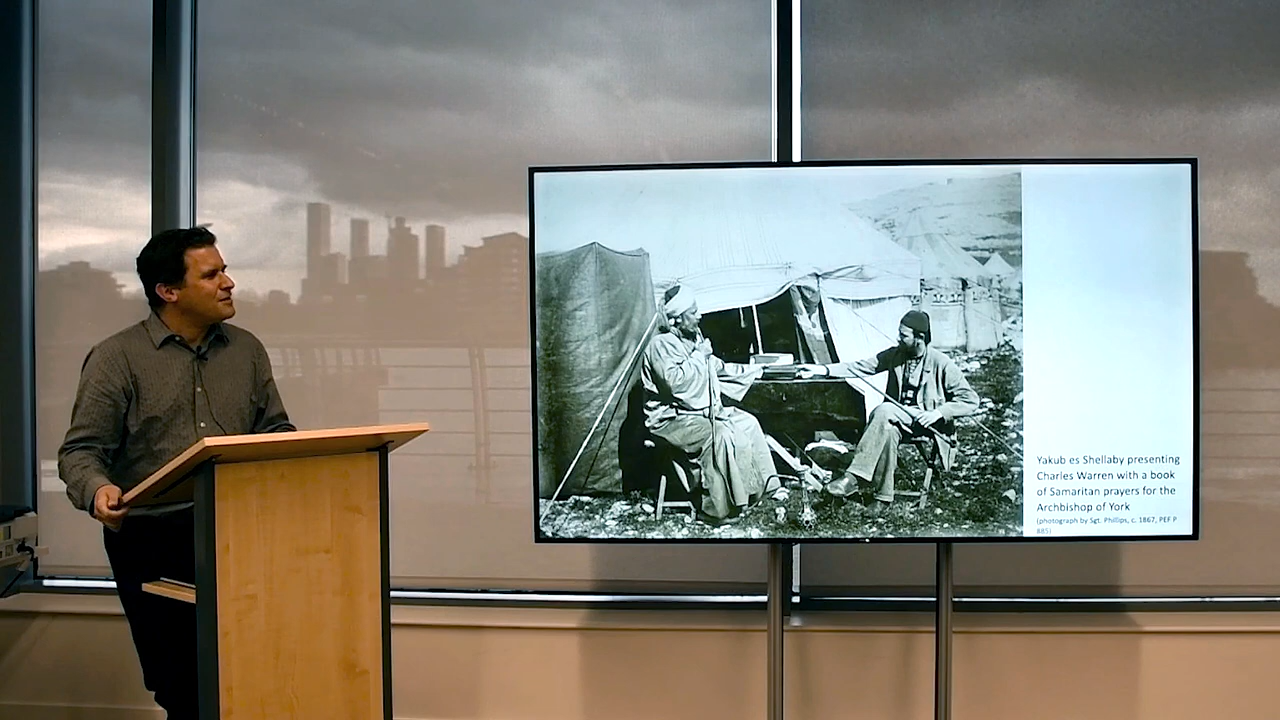 Yakub es Shellaby presenting
Charles Warren with a book
of Samaritan prayers for the
Archbishop of York
(photograph by Sgt. Phillips, c. 1867, PEF P
885)